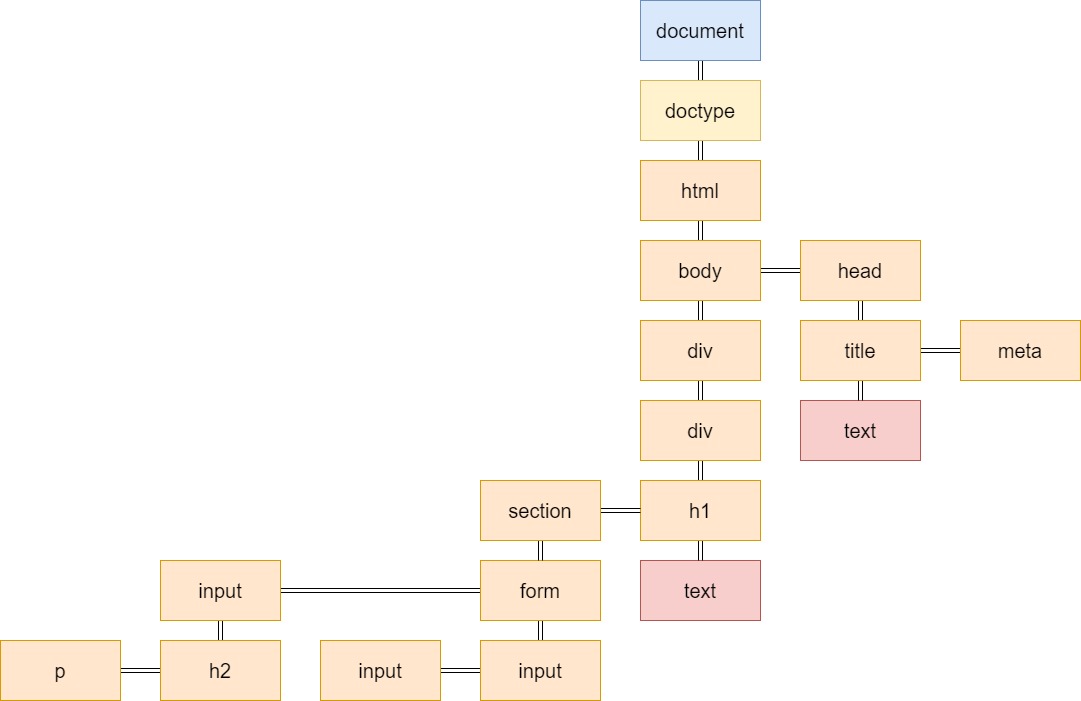 document
doctype
html
body
head
div
title
meta
div
text
section
h1
input
form
text
p
h2
input
input